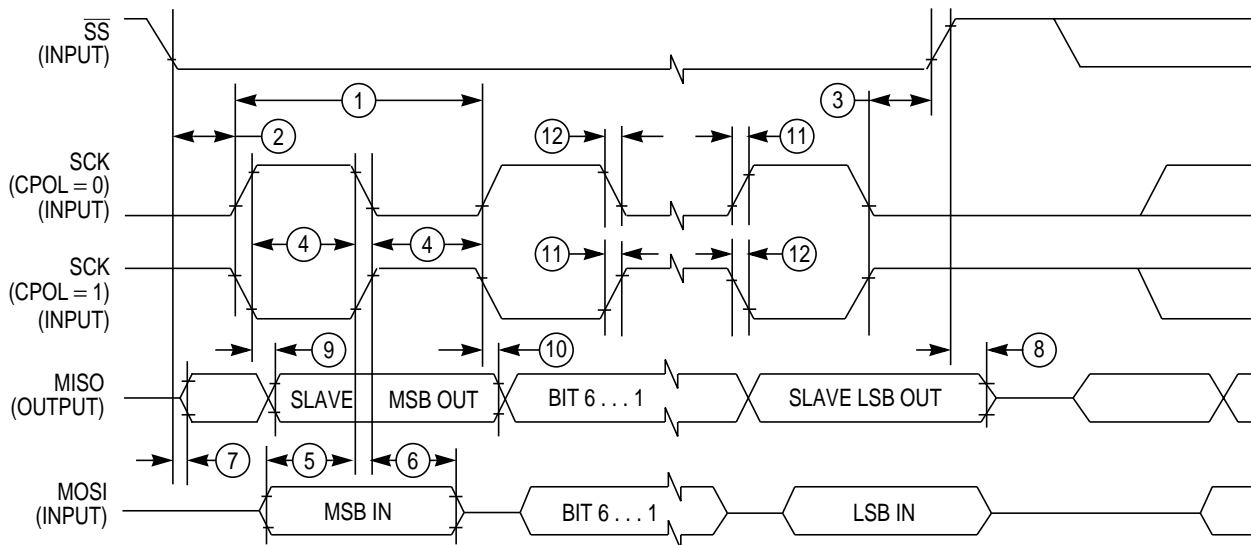 SS
(INPUT)
1
3
2
12
11
SCK
(CPOL = 0)
(INPUT)
4
4
11
12
SCK
(CPOL = 1)
(INPUT)
9
10
8
MISO
(OUTPUT)
SLAVE
MSB OUT
BIT 6 . . . 1
SLAVE LSB OUT
7
5
6
MOSI
(INPUT)
MSB IN
BIT 6 . . . 1
LSB IN